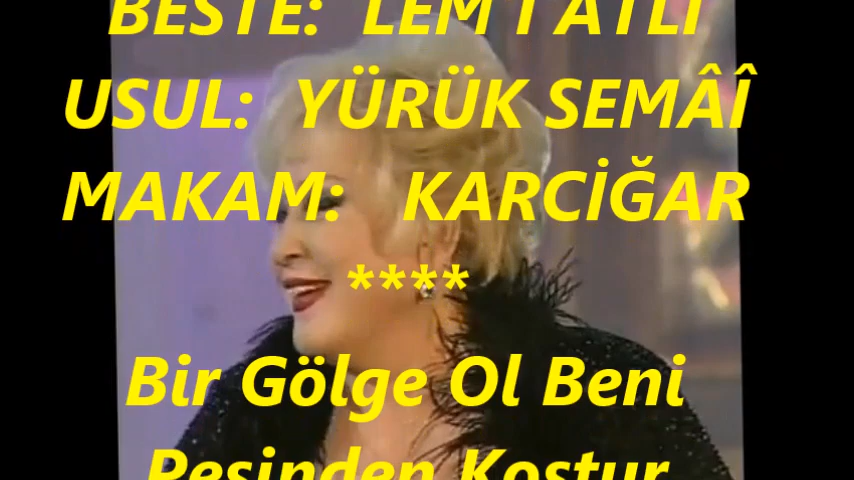 BESTE: LEM'İ ATLI
USUL: YÜRÜK SEMÂÎ
MAKAM: KARCİĞAR
****
Bir Gölge Ol Beni
Peşinden Koştur